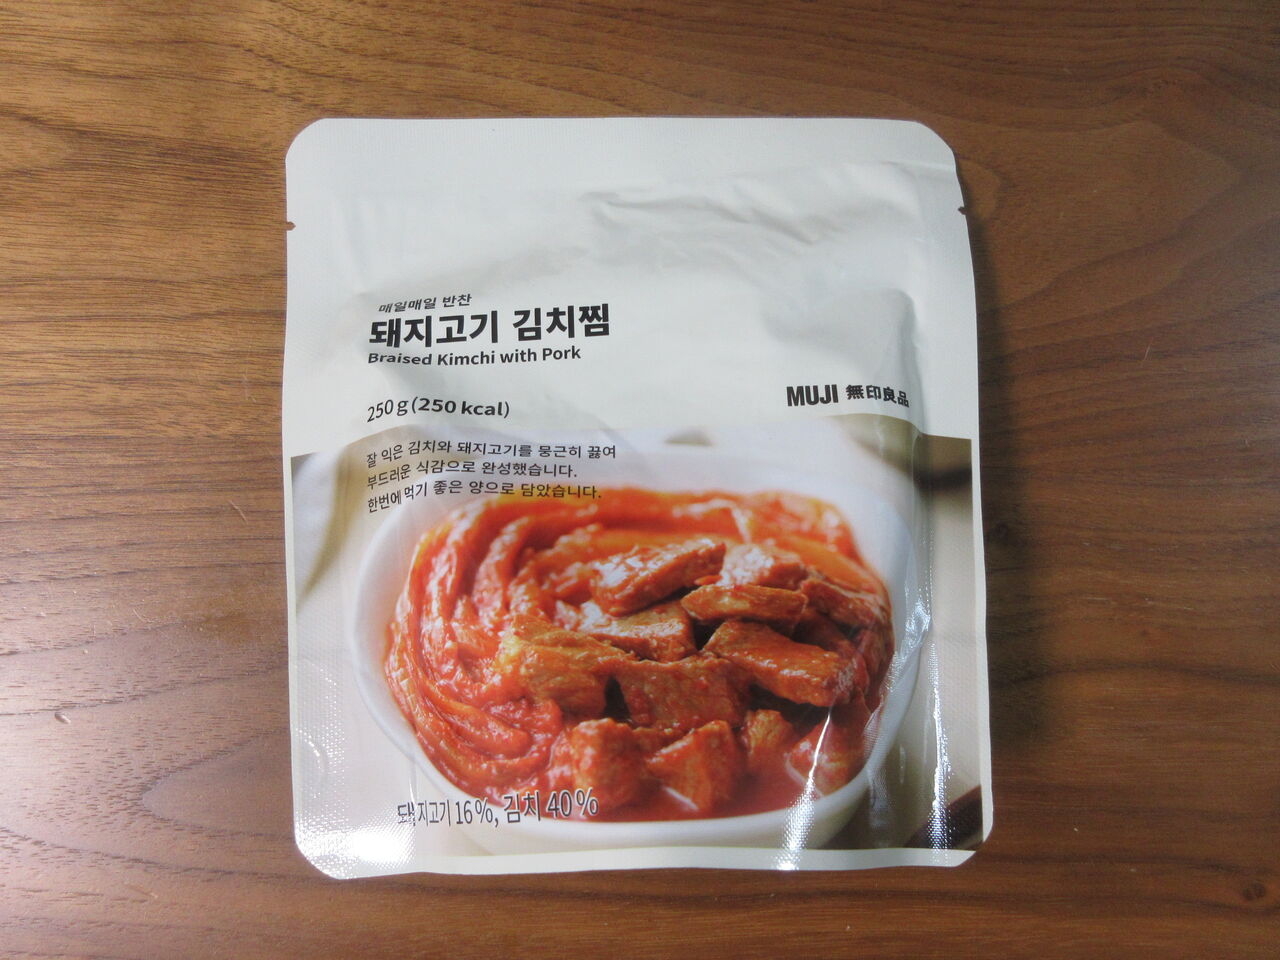 매일매일 반찬
돼지고기 김치찜
Braised Kimchi with Pork
250 g (250 kcal)
MUJI 無印良品
잘 익은 김치와 돼지고기를 뭉근히 끓여
부드러운 식감으로 완성했습니다.
한번에 먹기 좋은 양으로 담았습니다.
돼지고기 16%, 김치 40%